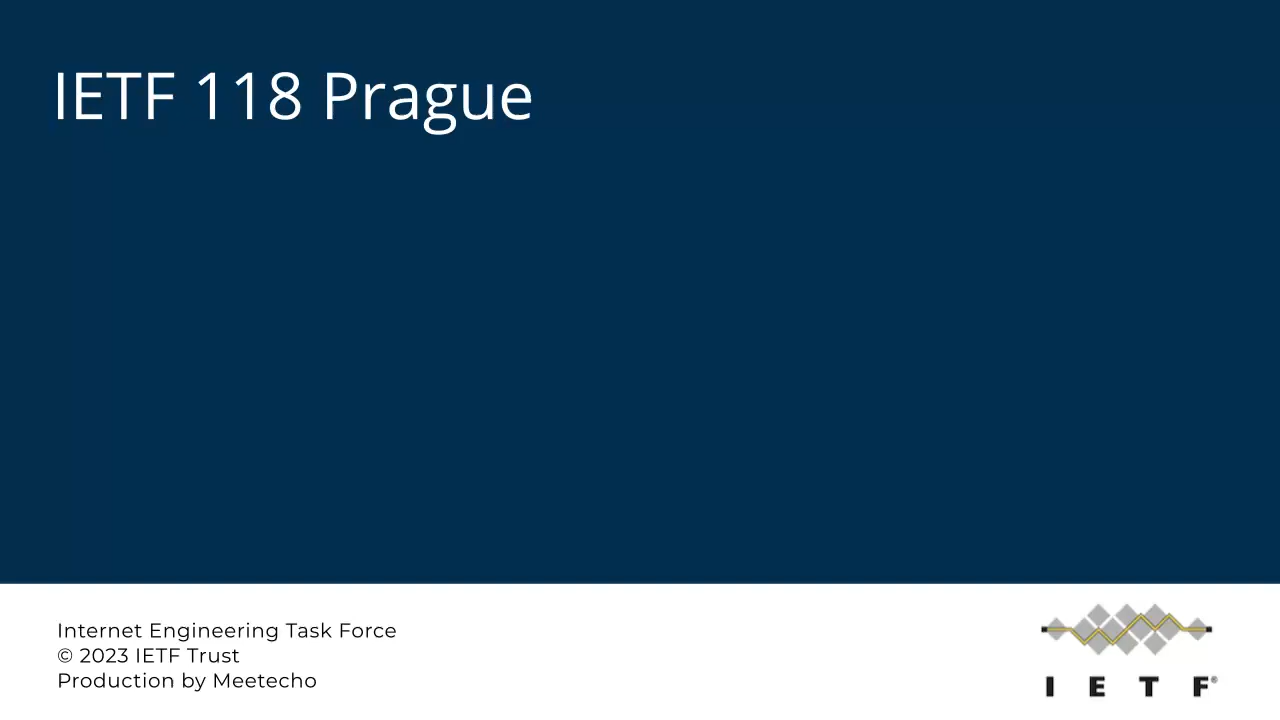 IETF 118 Prague
Internet Engineering Task Force
© 2023 IETF Trust
Production by Meetecho
I E T F®